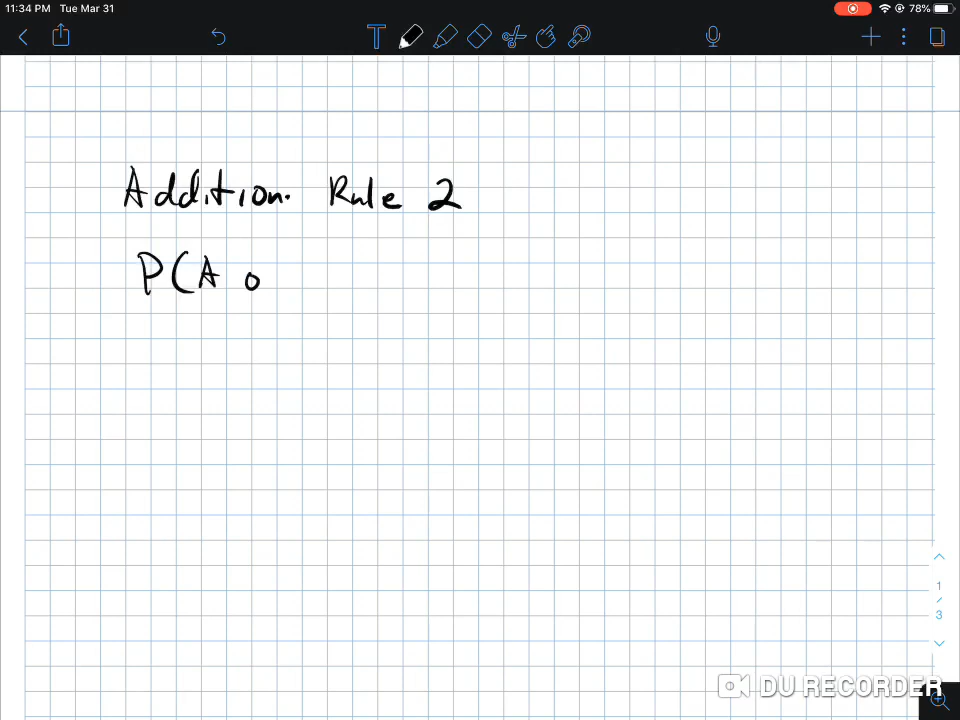 11:34 PM Tue Mar 31
78%
T
Addition. Rule 2
P(A o
1
3
DU RECORDER